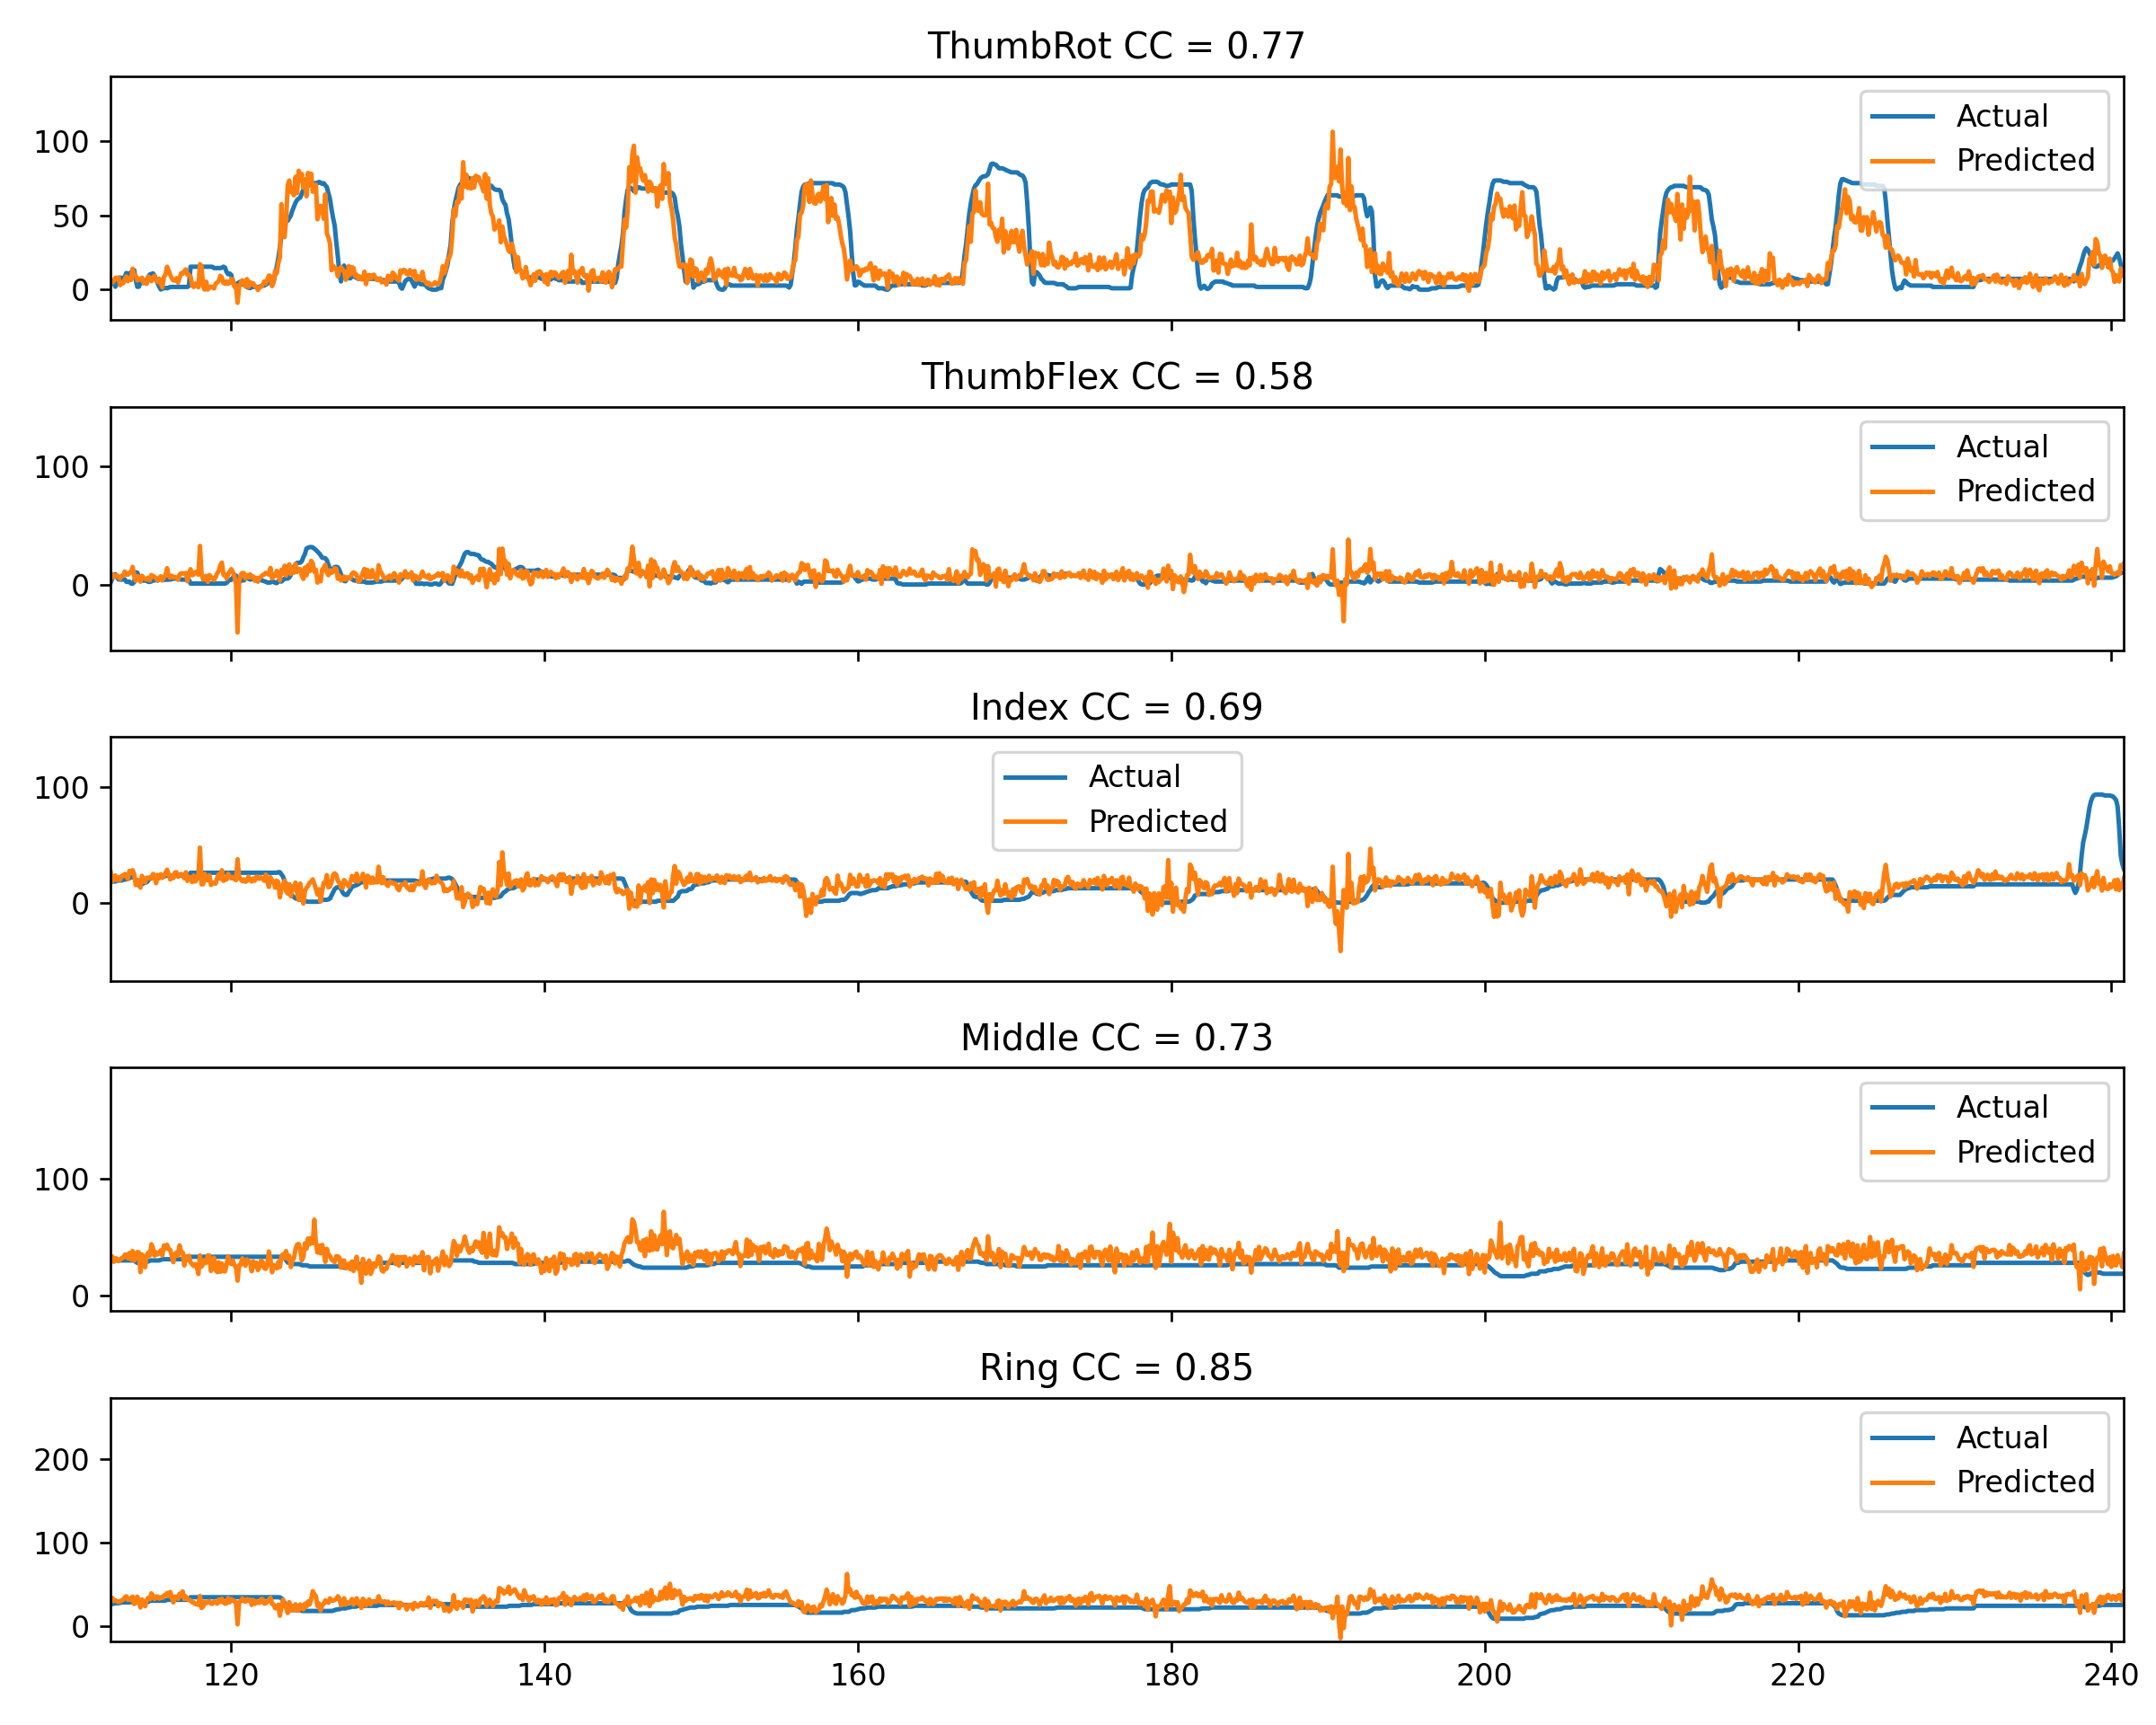 ThumbRot CC = 0.77
100
50
0
Actual
Predicted
ThumbFlex CC = 0.58
100
0
Actual
Predicted
Index CC = 0.69
100
0
Actual
Predicted
Middle CC = 0.73
100
0
Actual
Predicted
Ring CC = 0.85
200
100
0
Actual
Predicted
120 140 160 180 200 220 240